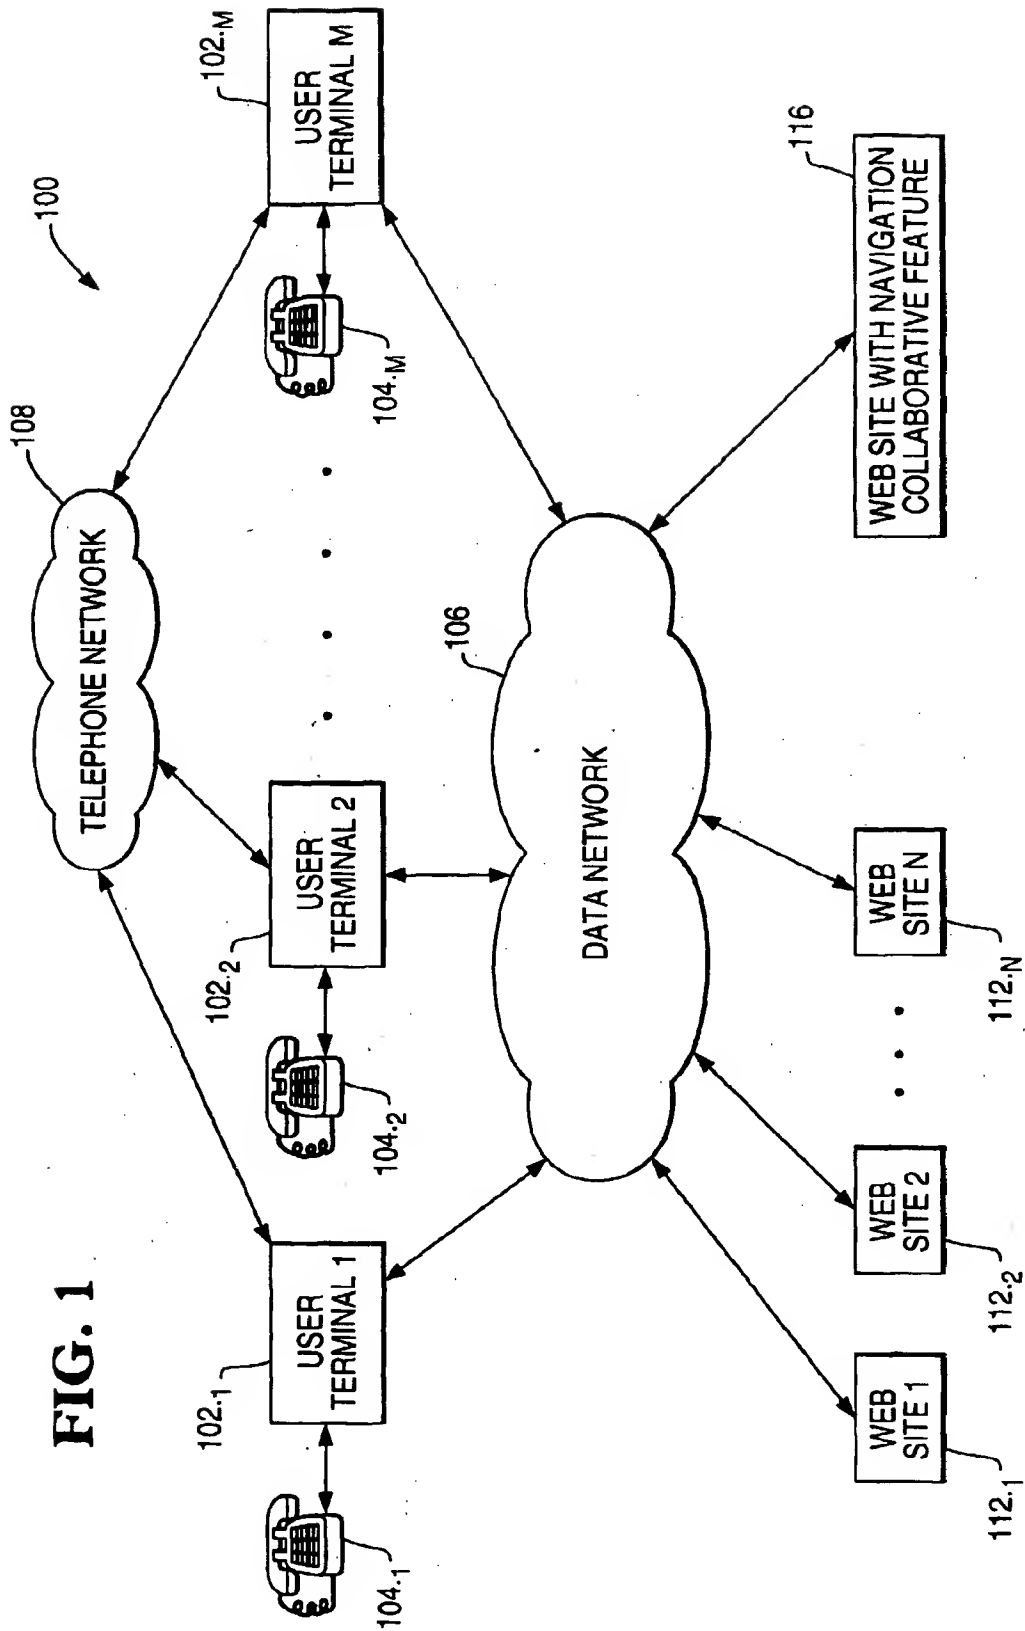 FIG. 1
100
108
TELEPHONE NETWORK
102.1
USER
TERMINAL 1
104.1
102.2
USER
TERMINAL 2
104.2
102.M
USER
TERMINAL M
104.M
106
DATA NETWORK
WEB
SITE 1
112.1
WEB
SITE 2
112.2
WEB
SITE N
112.N
116
WEB SITE WITH NAVIGATION
COLLABORATIVE FEATURE